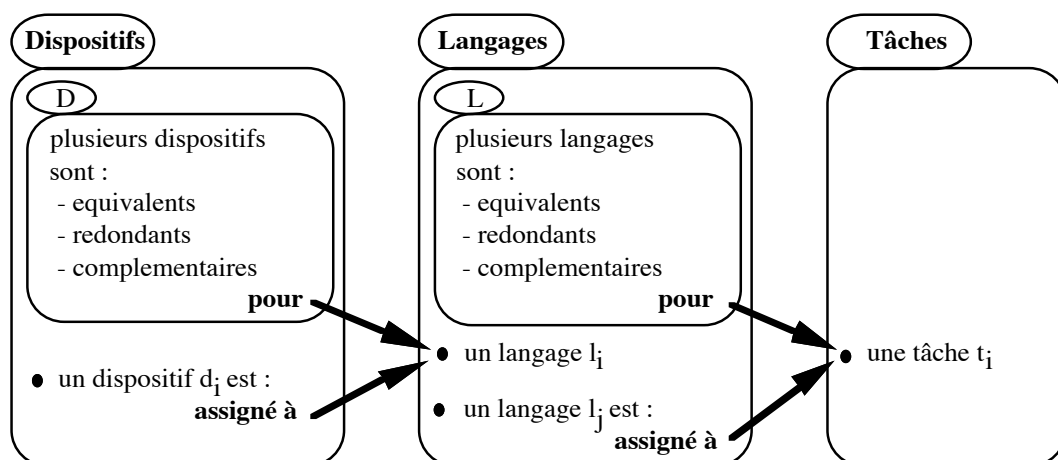 Dispositifs
D
plusieurs dispositifs
sont :
- equivalents
- redondants
- complementaires
pour
• un dispositif di est :
assigné à
Langages
L
plusieurs langages
sont :
- equivalents
- redondants
- complementaires
pour
• un langage li
• un langage lj est :
assigné à
Tâches
• une tâche ti